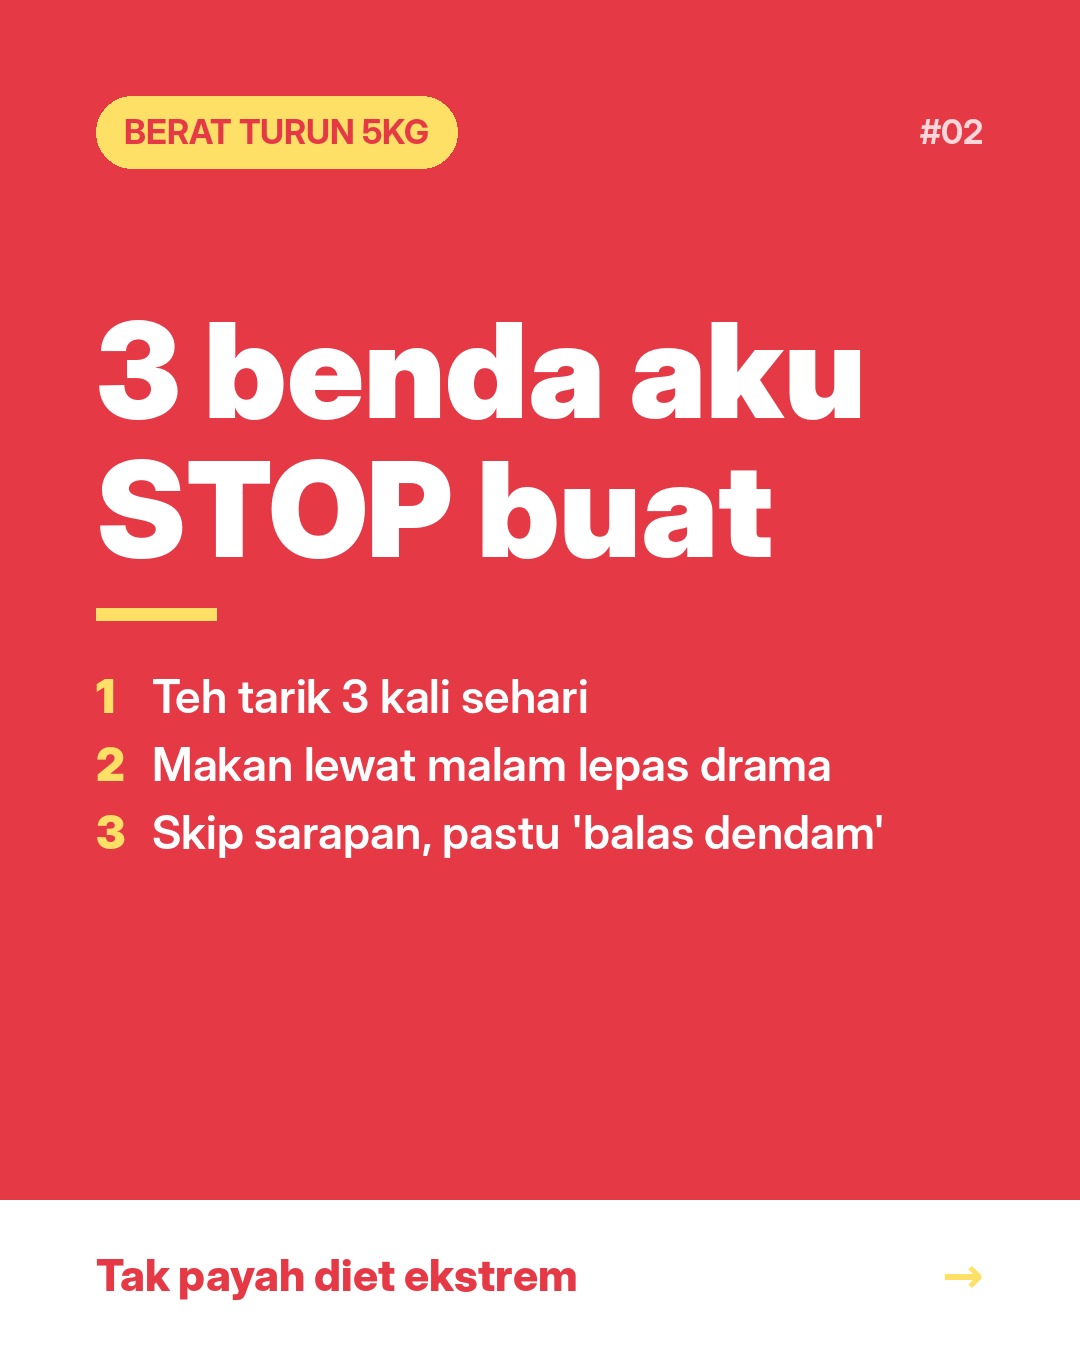 BERAT TURUN 5KG
#02
3 benda aku
STOP buat
1 Teh tarik 3 kali sehari
2 Makan lewat malam lepas drama
3 Skip sarapan, pastu 'balas dendam'
Tak payah diet ekstrem →